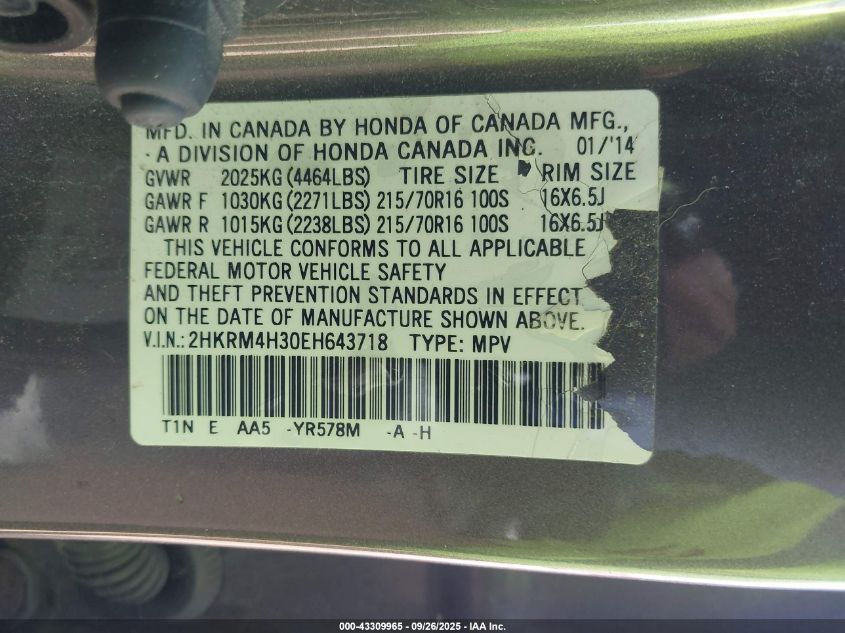 MFD. IN CANADA BY HONDA OF CANADA MFG.,
- A DIVISION OF HONDA CANADA INC. 01/'14
GVWR 2025KG (4464LBS) TIRE SIZE RIM SIZE
GAWR F 1030KG (2271LBS) 215/70R16 100S 16X6.5J
GAWR R 1015KG (2238LBS) 215/70R16 100S 16X6.5J
THIS VEHICLE CONFORMS TO ALL APPLICABLE
FEDERAL MOTOR VEHICLE SAFETY
AND THEFT PREVENTION STANDARDS IN EFFECT
ON THE DATE OF MANUFACTURE SHOWN ABOVE.
V.I.N.: 2HKRM4H30EH643718 TYPE: MPV
T1N E AA5 -YR578M -A -H
000-43309965 - 09/26/2025 - IAA Inc.